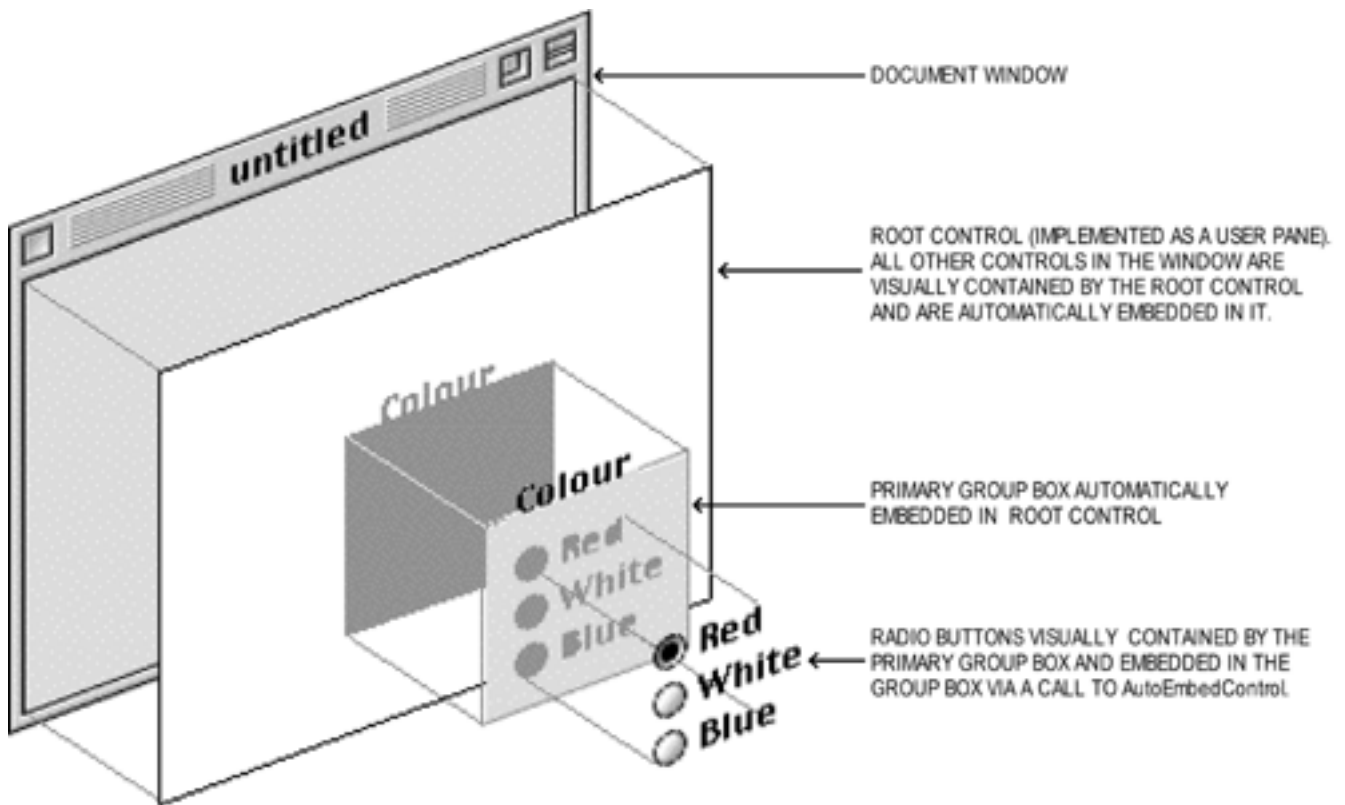 DOCUMENT WINDOW
untitled
ROOT CONTROL (IMPLEMENTED AS A USER PANE).
ALL OTHER CONTROLS IN THE WINDOW ARE
VISUALLY CONTAINED BY THE ROOT CONTROL
AND ARE AUTOMATICALLY EMBEDDED IN IT.
Colour
Colour
PRIMARY GROUP BOX AUTOMATICALLY
EMBEDDED IN ROOT CONTROL
Red
White
Blue
Red
White
Blue
RADIO BUTTONS VISUALLY CONTAINED BY THE
PRIMARY GROUP BOX AND EMBEDDED IN THE
GROUP BOX VIA A CALL TO AutoEmbedControl.